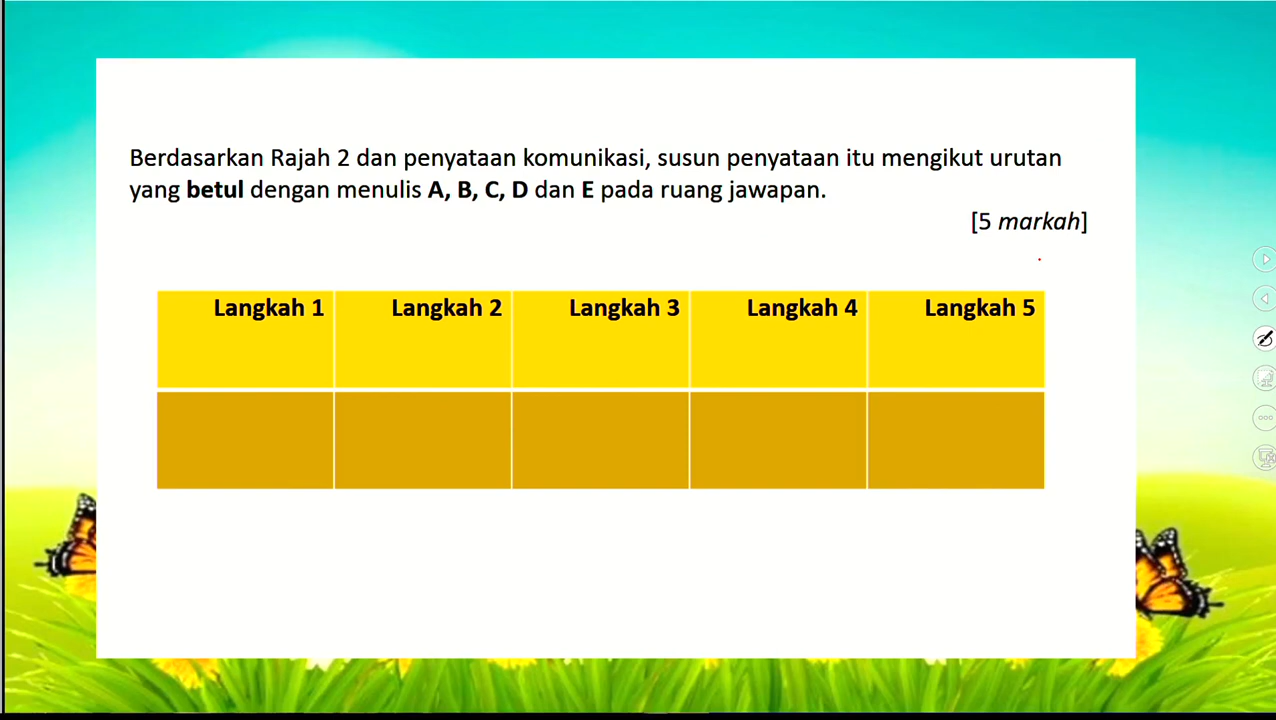 Berdasarkan Rajah 2 dan penyataan komunikasi, susun penyataan itu mengikut urutan
yang betul dengan menulis A, B, C, D dan E pada ruang jawapan.
[5 markah]
Langkah 1 Langkah 2 Langkah 3 Langkah 4 Langkah 5